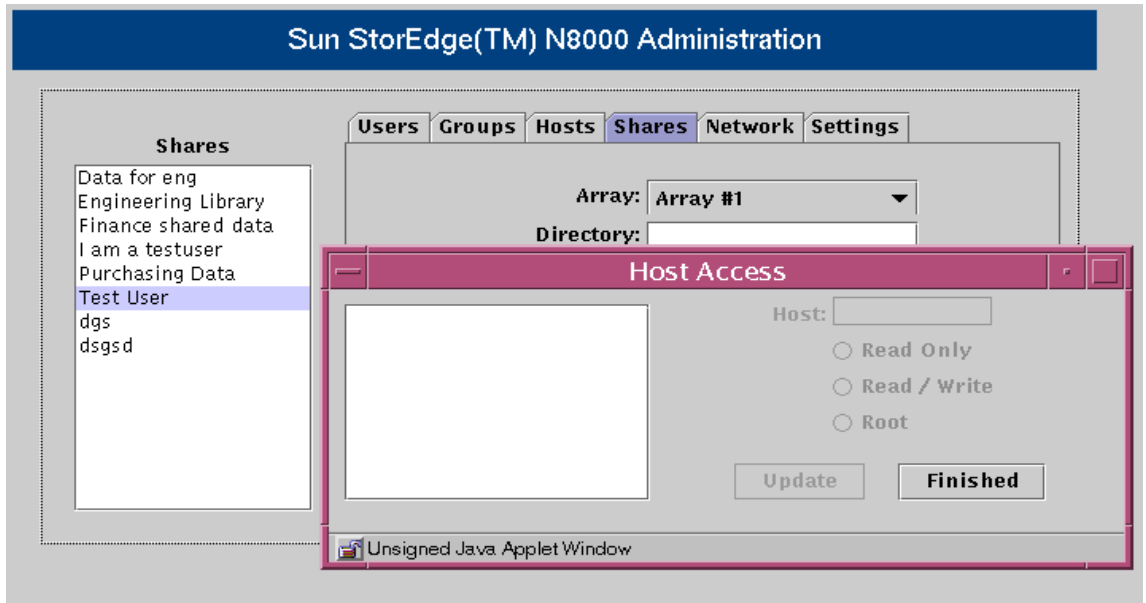 Sun StorEdge(TM) N8000 Administration
Shares
Data for eng
Engineering Library
Finance shared data
I am a testuser
Purchasing Data
Test User
dgs
dsgsd
Users Groups Hosts Shares Network Settings
Array: Array #1
Directory:
Host Access
Host:
Read Only
Read / Write
Root
Update Finished
Unsigned Java Applet Window